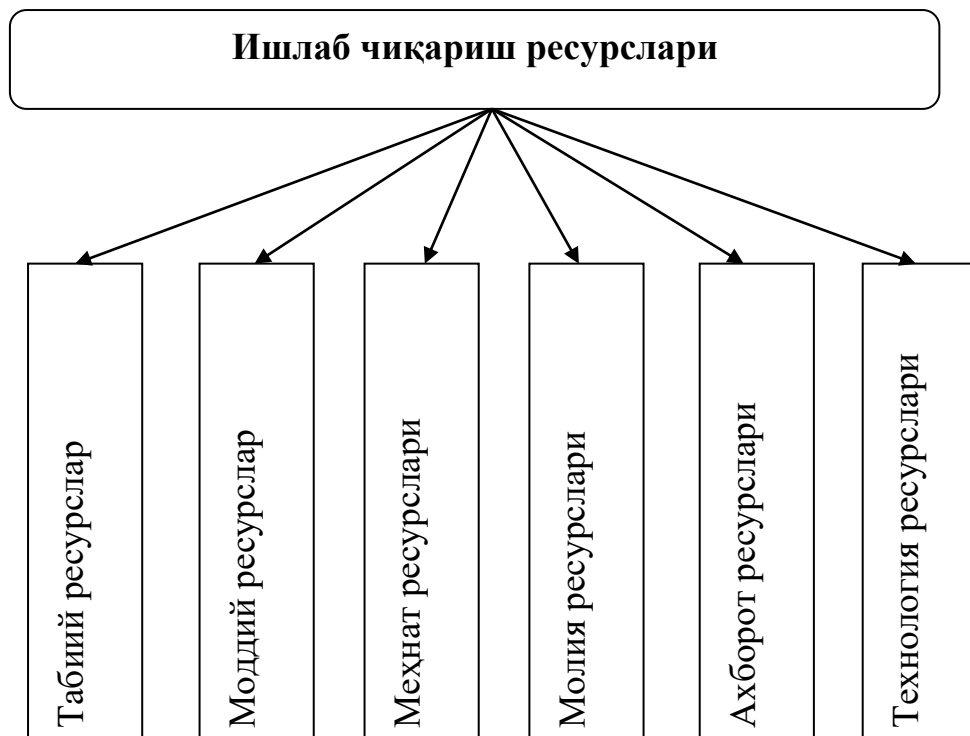 Ишлаб чиқариш ресурслари
Табиий ресурслар
Моддий ресурслар
Меҳнат ресурслари
Молия ресурслари
Ахборот ресурслари
Технология ресурслари